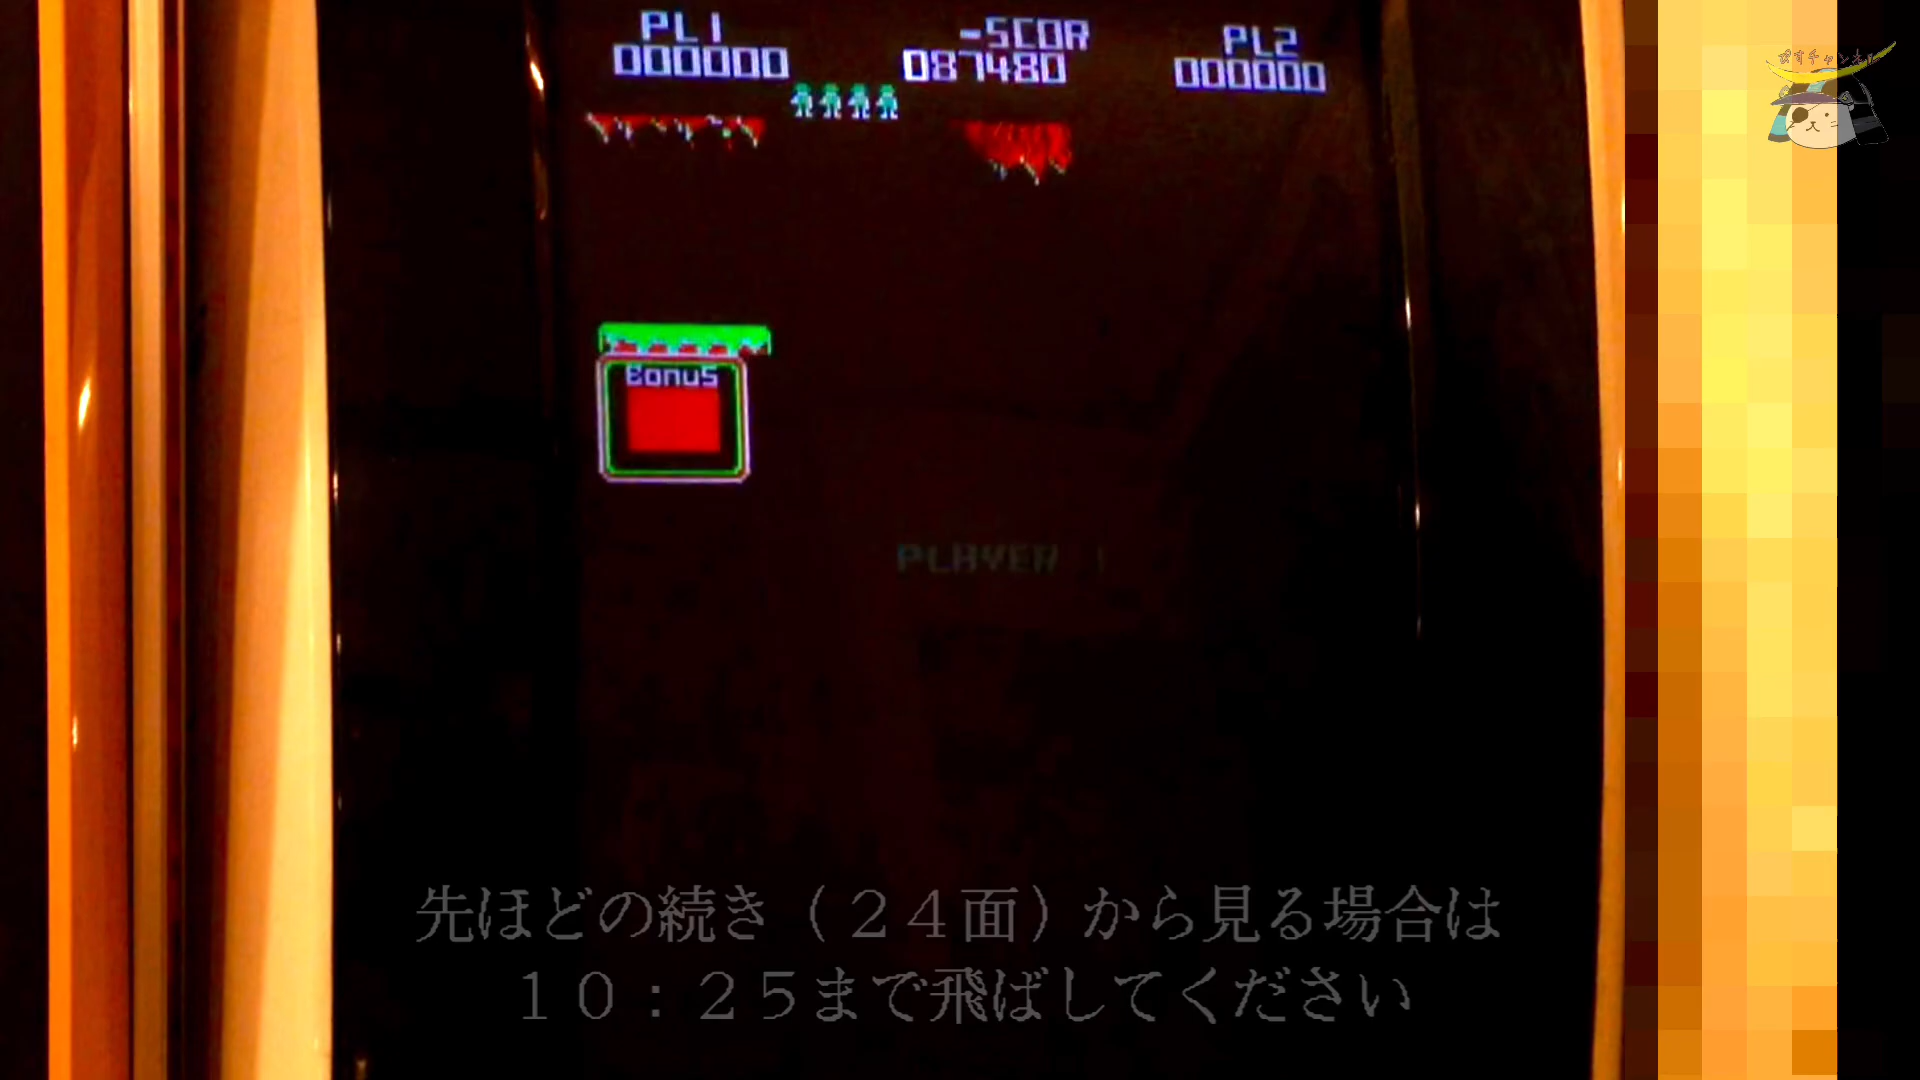 PL1
-SCOR
PL2
000000
087480
000000
Bonus
PLAYER 1
先ほどの続き（２４面）から見る場合は
１０：２５まで飛ばしてください